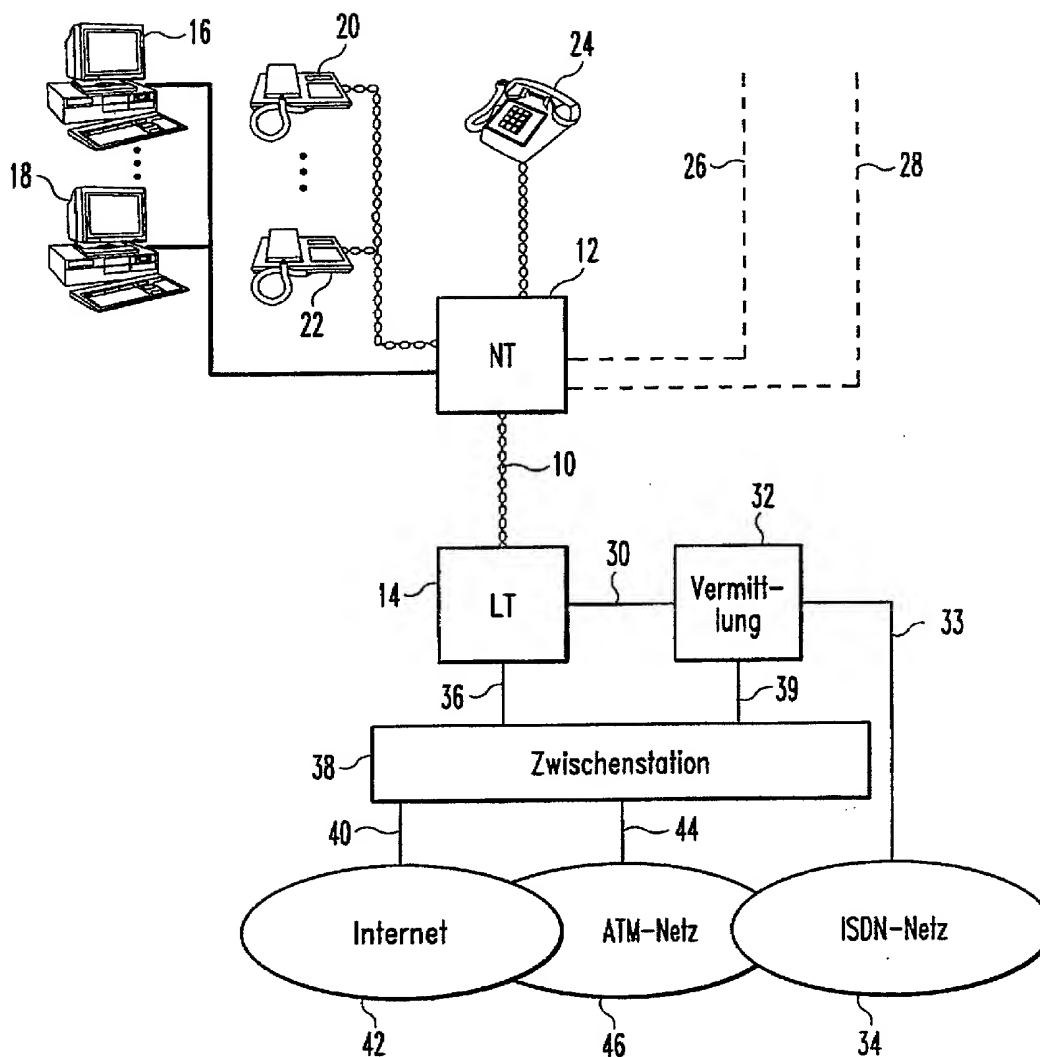 16
20
24
18
26
28
22
12
NT
10
32
30
14
LT
Vermitt-
lung
33
36
39
38
Zwischenstation
40
44
Internet
ATM-Netz
ISDN-Netz
42
46
34